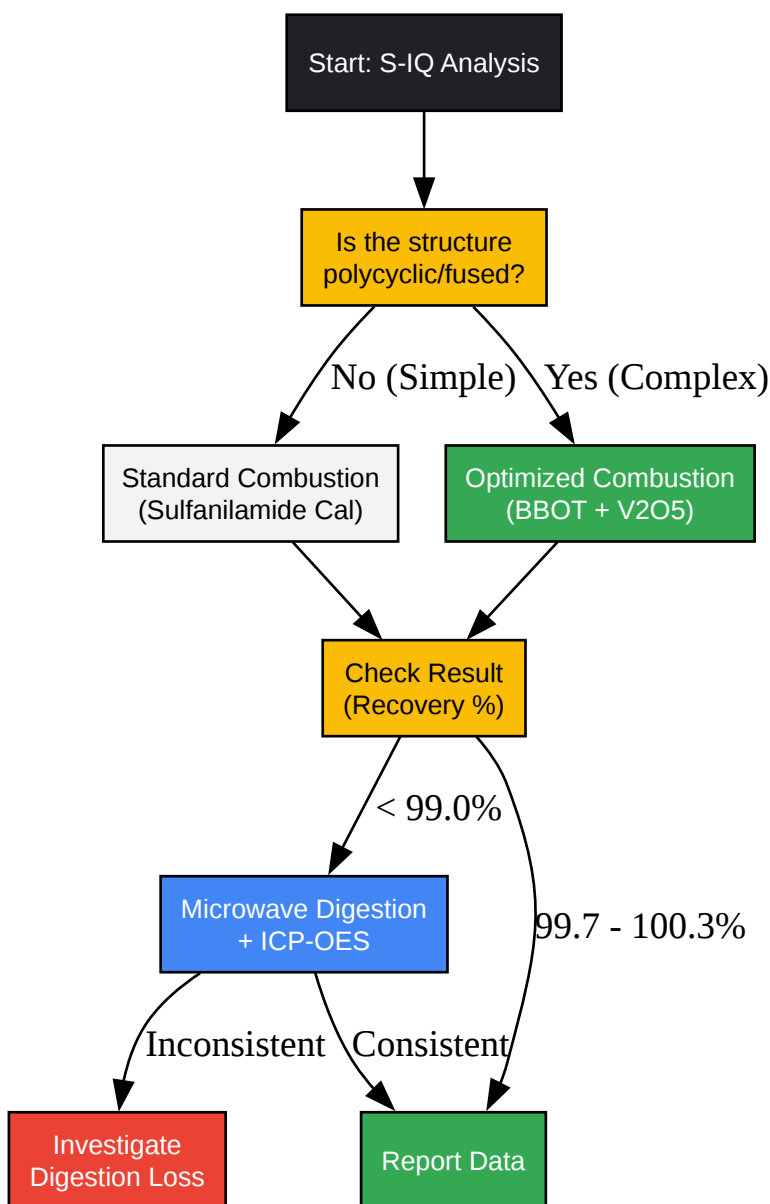 Start: S-IQ Analysis
Is the structure
polycyclic/fused?
No (Simple)
Yes (Complex)
Standard Combustion
(Sulfanilamide Cal)
Optimized Combustion
(BBOT + V2O5)
Check Result
(Recovery %)
< 99.0%
Microwave Digestion
+ ICP-OES
99.7 - 100.3%
Inconsistent
Consistent
Investigate
Digestion Loss
Report Data